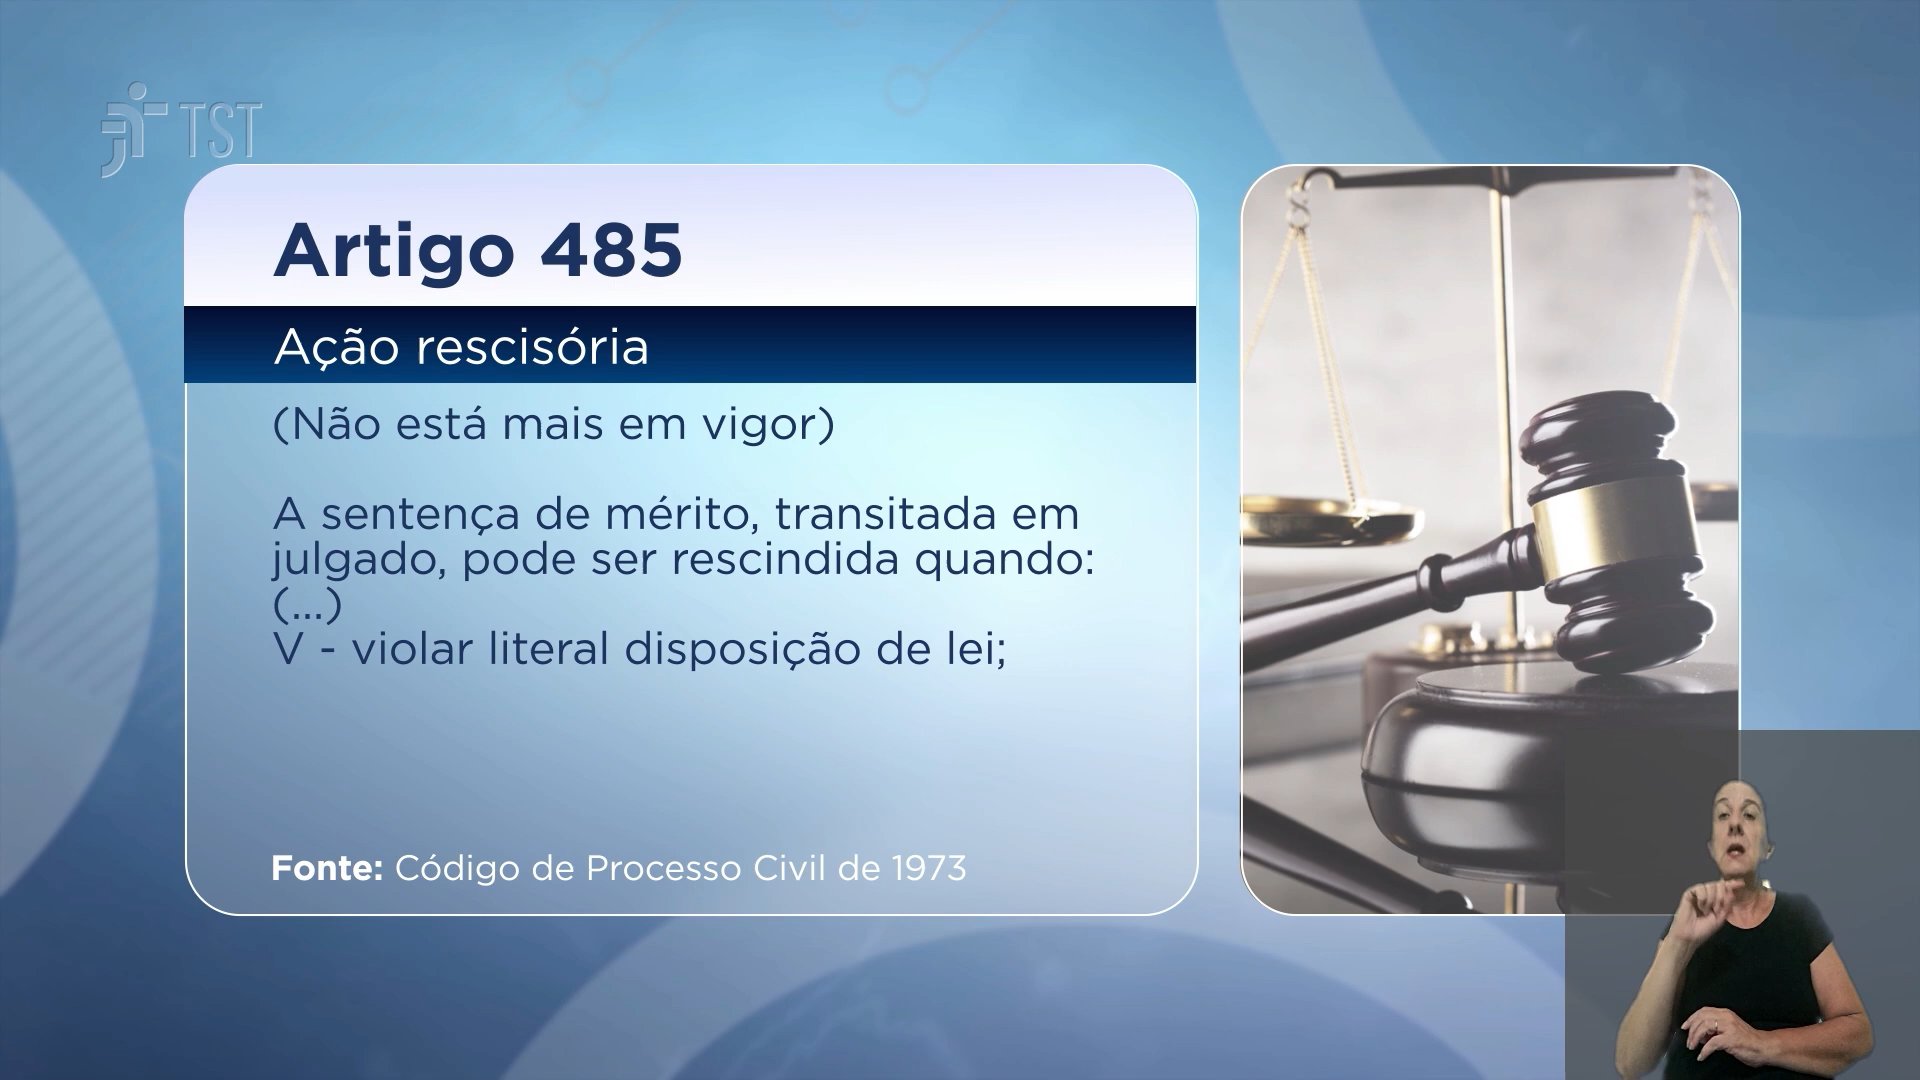 TST
Artigo 485
Ação rescisória
(Não está mais em vigor)
A sentença de mérito, transitada em
julgado, pode ser rescindida quando:
(...)
V - violar literal disposição de lei;
Fonte: Código de Processo Civil de 1973